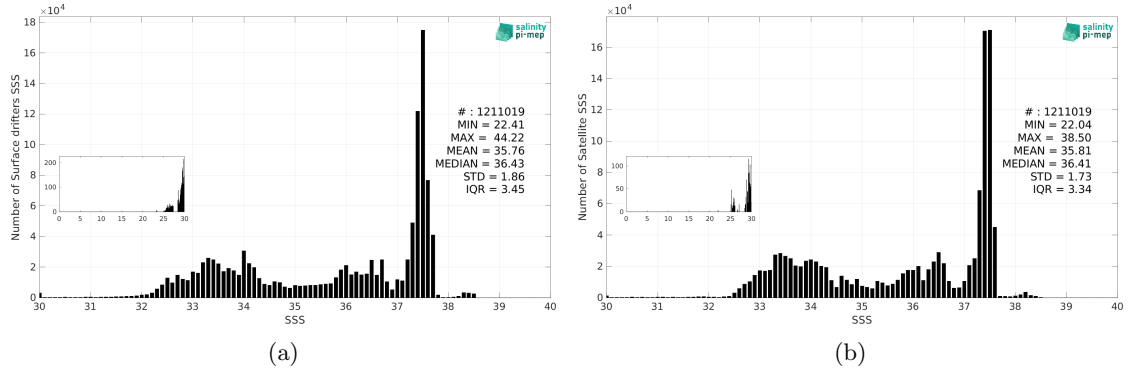 ×10⁴
18
16
14
12
10
8
6
4
2
0
Number of Surface drifters SSS
salinity
pi-mep
# : 1211019
MIN = 22.41
MAX = 44.22
MEAN = 35.76
MEDIAN = 36.43
STD = 1.86
IQR = 3.45
200
100
0
0 5 10 15 20 25 30
30 31 32 33 34 35 36 37 38 39 40
SSS
(a)
×10⁴
16
14
12
10
8
6
4
2
0
Number of Satellite SSS
salinity
pi-mep
# : 1211019
MIN = 22.04
MAX = 38.50
MEAN = 35.81
MEDIAN = 36.41
STD = 1.73
IQR = 3.34
100
50
0
0 5 10 15 20 25 30
30 31 32 33 34 35 36 37 38 39 40
SSS
(b)